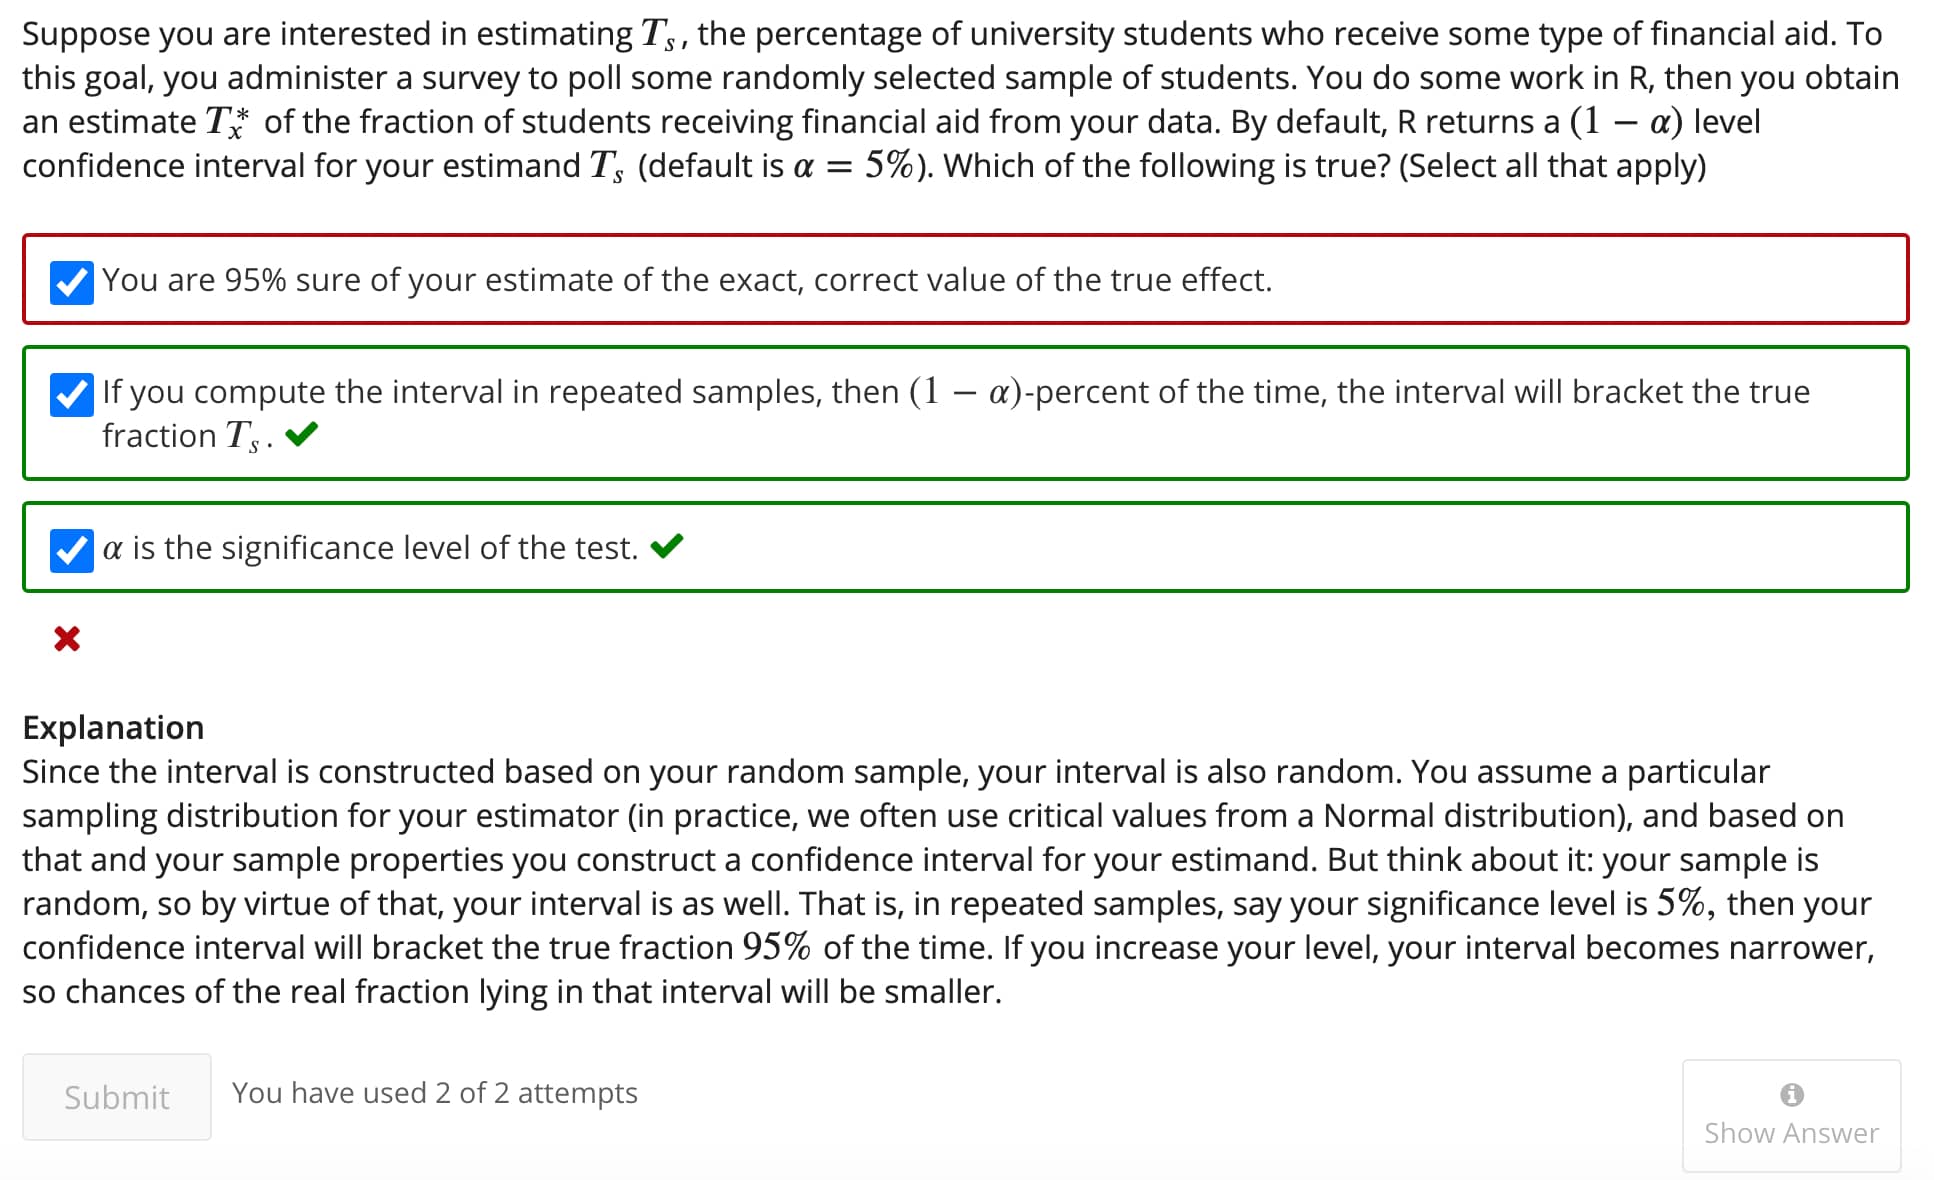 Suppose you are interested in estimating Tₛ, the percentage of university students who receive some type of financial aid. To
this goal, you administer a survey to poll some randomly selected sample of students. You do some work in R, then you obtain
an estimate Tₓ* of the fraction of students receiving financial aid from your data. By default, R returns a (1 − α) level
confidence interval for your estimand Tₛ (default is α = 5%). Which of the following is true? (Select all that apply)
You are 95% sure of your estimate of the exact, correct value of the true effect.
If you compute the interval in repeated samples, then (1 − α)-percent of the time, the interval will bracket the true
fraction Tₛ.
α is the significance level of the test.
Explanation
Since the interval is constructed based on your random sample, your interval is also random. You assume a particular
sampling distribution for your estimator (in practice, we often use critical values from a Normal distribution), and based on
that and your sample properties you construct a confidence interval for your estimand. But think about it: your sample is
random, so by virtue of that, your interval is as well. That is, in repeated samples, say your significance level is 5%, then your
confidence interval will bracket the true fraction 95% of the time. If you increase your level, your interval becomes narrower,
so chances of the real fraction lying in that interval will be smaller.
Submit
You have used 2 of 2 attempts
Show Answer